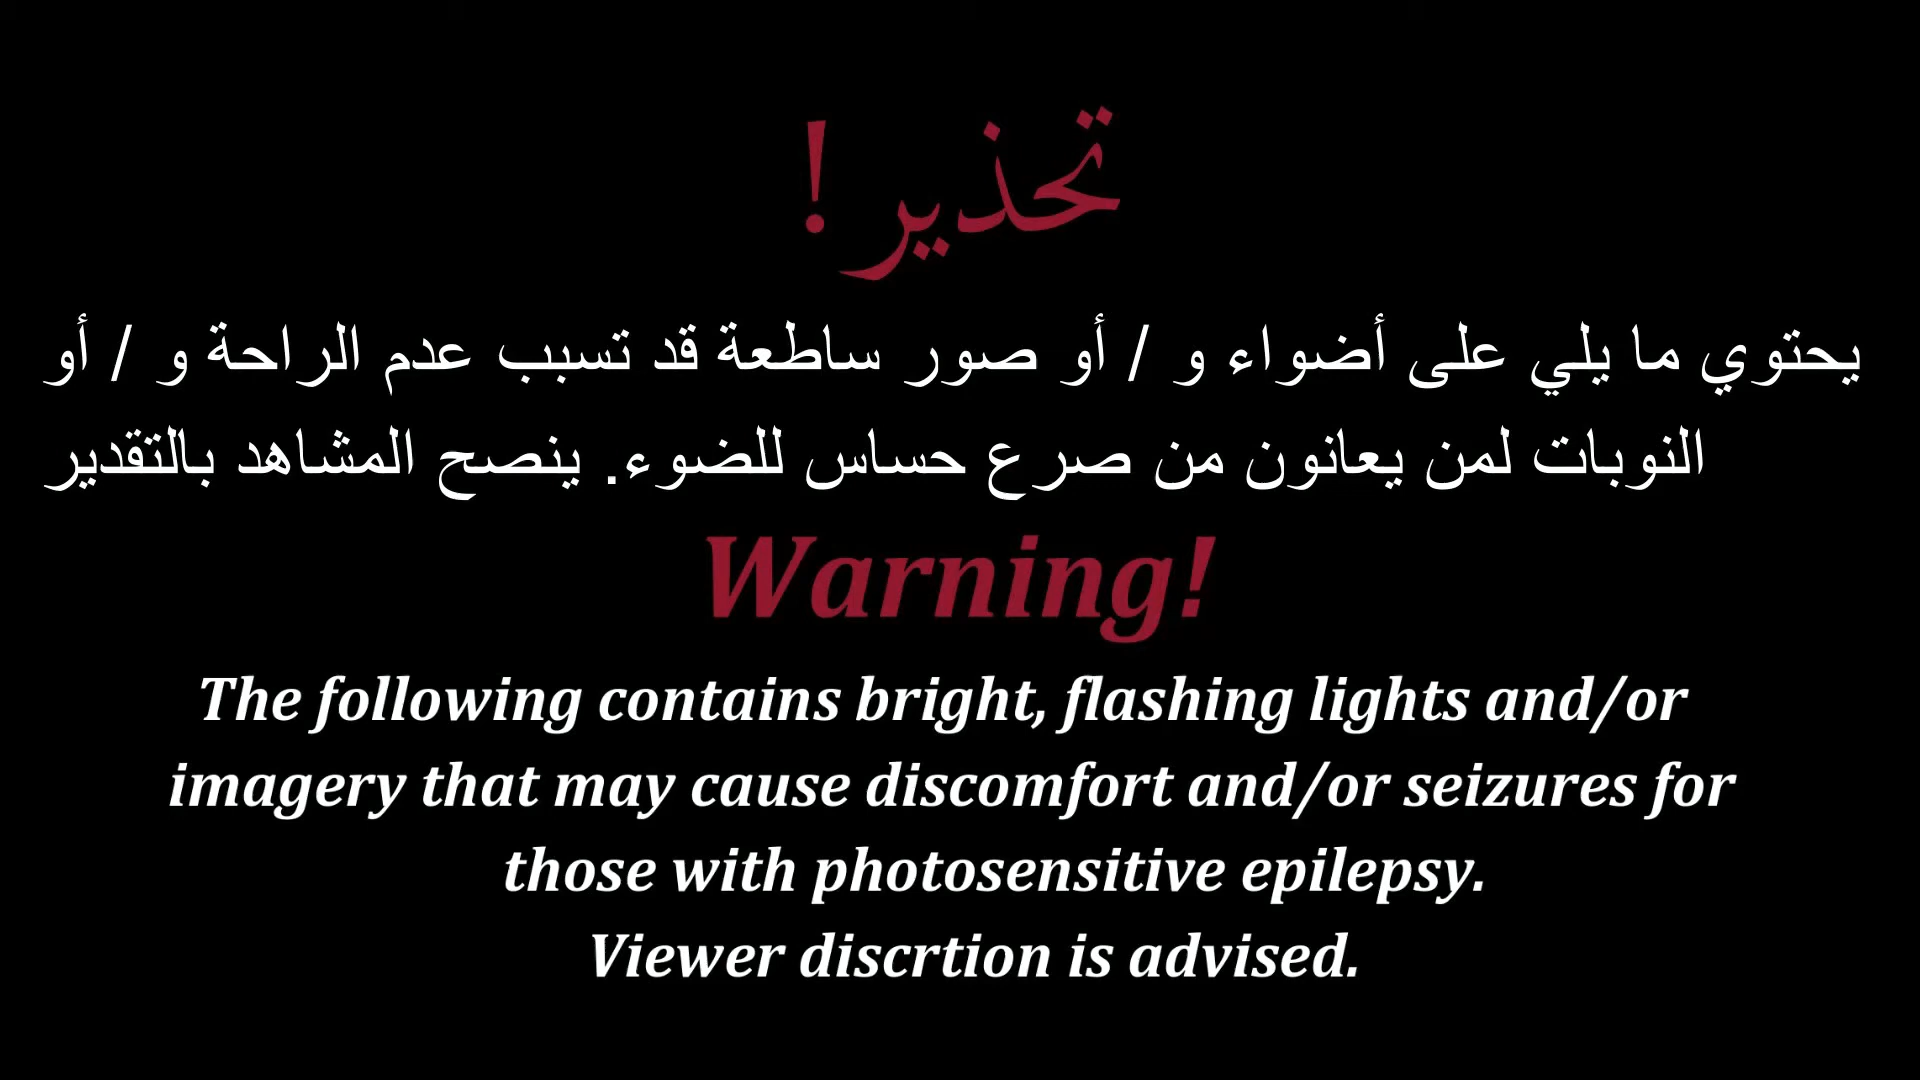 تحذير!
يحتوي ما يلي على أضواء و / أو صور ساطعة قد تسبب عدم الراحة و / أو
النوبات لمن يعانون من صرع حساس للضوء. ينصح المشاهد بالتقدير
Warning!
The following contains bright, flashing lights and/or
imagery that may cause discomfort and/or seizures for
those with photosensitive epilepsy.
Viewer discrtion is advised.